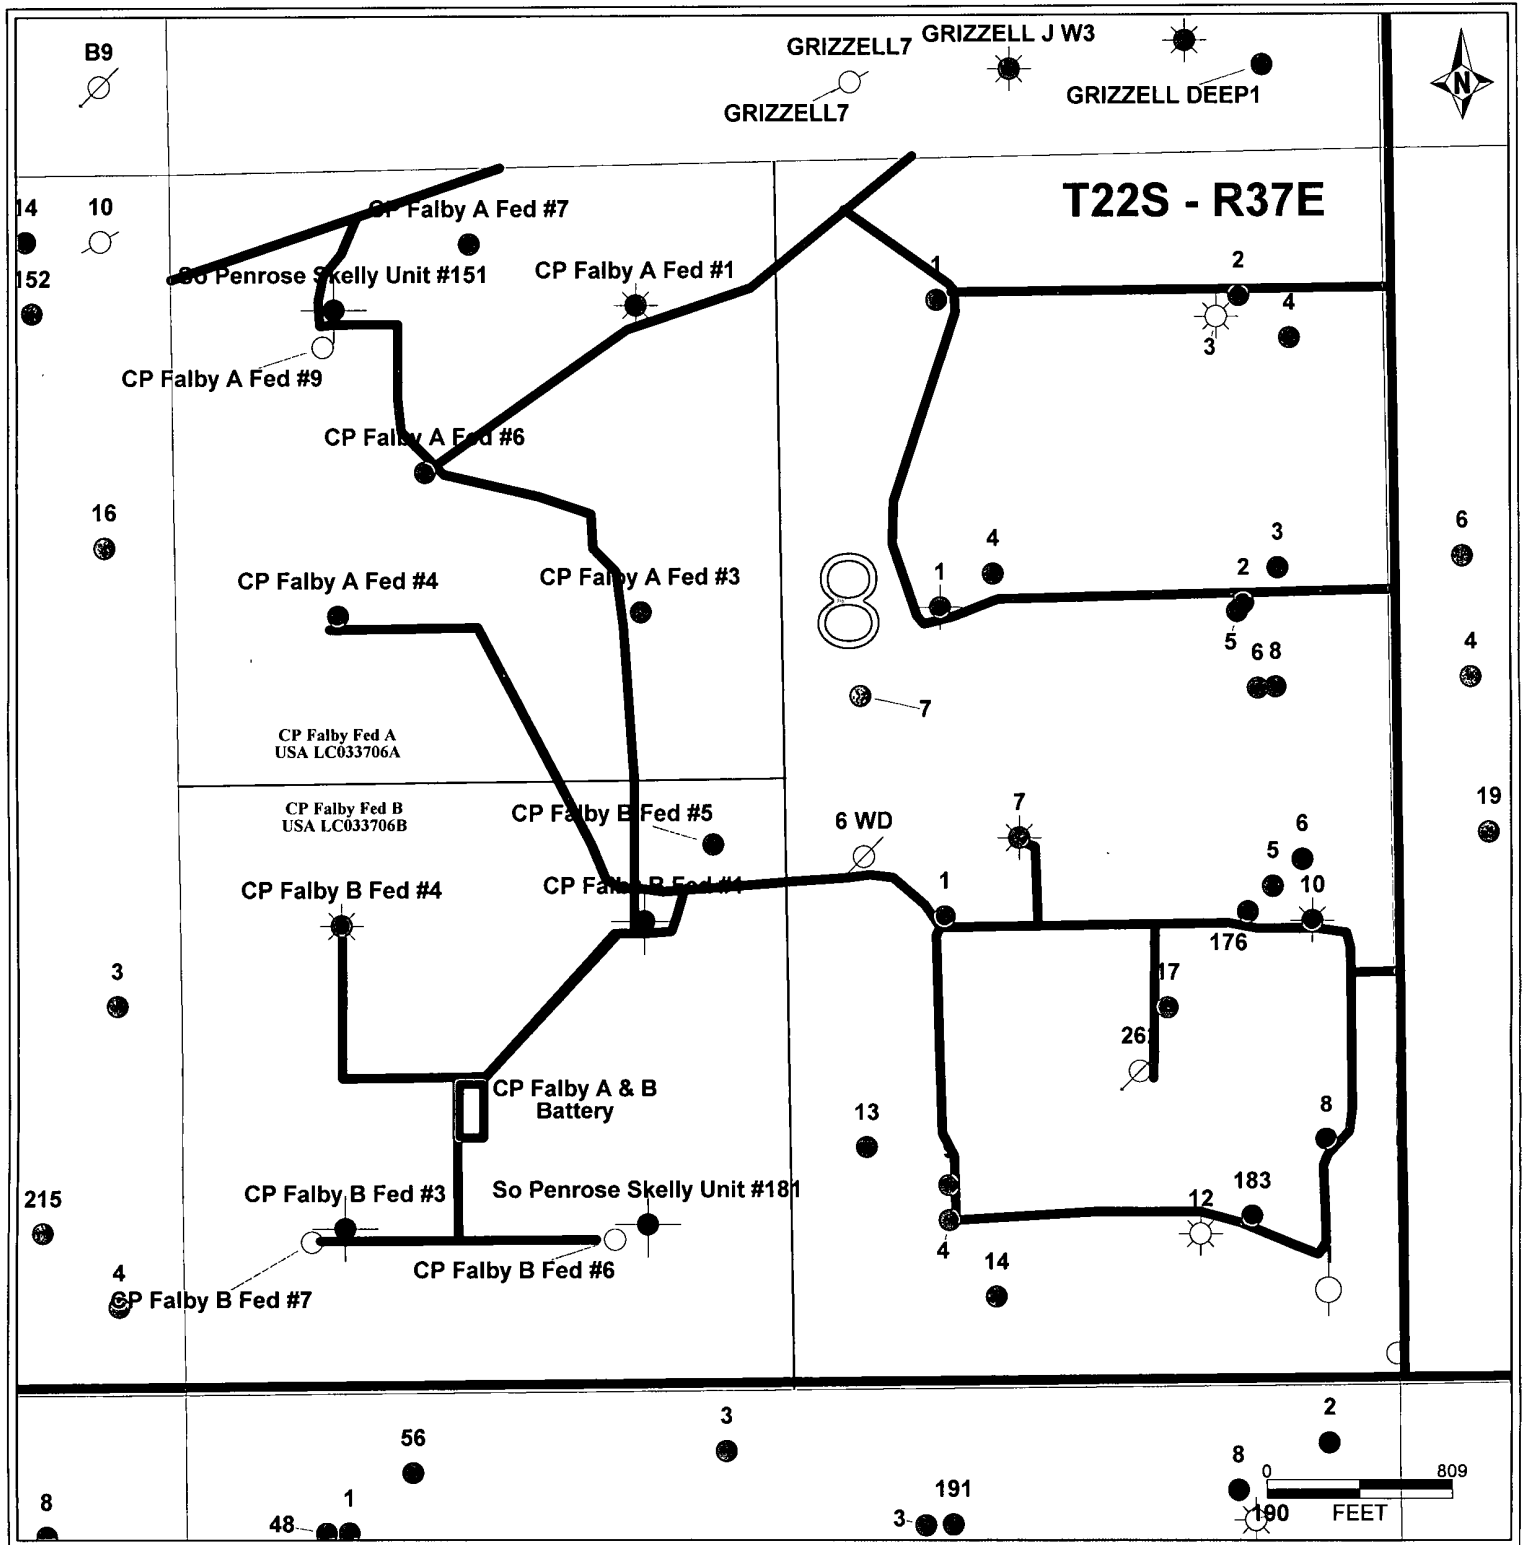 B9
GRIZZELL7
GRIZZELL J W3
GRIZZELL7
GRIZZELL DEEP1
N
T22S - R37E
14
10
CP Falby A Fed #7
152
So Penrose Skelly Unit #151
CP Falby A Fed #1
1
2
4
3
CP Falby A Fed #9
CP Falby A Fed #6
16
4
3
6
CP Falby A Fed #4
CP Falby A Fed #3
1
2
8
5
6 8
4
7
CP Falby Fed A
USA LC033706A
CP Falby Fed B
USA LC033706B
CP Falby B Fed #5
6 WD
7
6
19
5
CP Falby B Fed #4
CP Falby B Fed #1
1
10
176
3
17
CP Falby A & B
Battery
13
8
215
CP Falby B Fed #3
So Penrose Skelly Unit #181
12
183
4
4
CP Falby B Fed #6
14
CP Falby B Fed #7
56
3
2
8
0
809
FEET
8
48
1
3
191
190